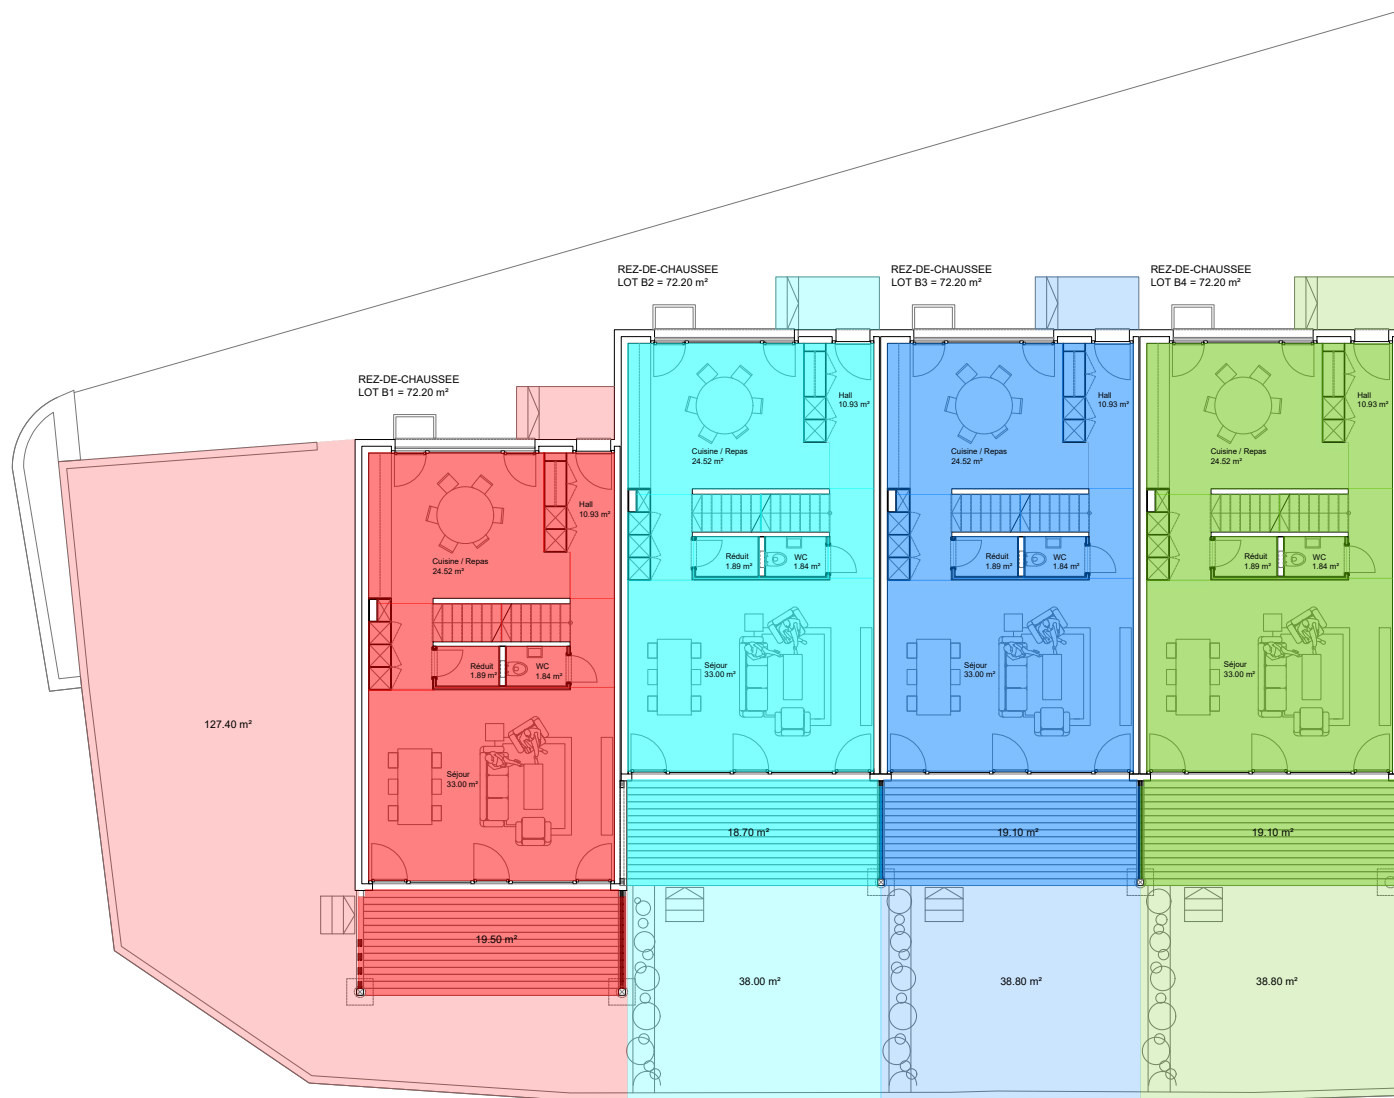 REZ-DE-CHAUSSEE
LOT B1 = 72.20 m²
Hall
10.93 m²
Cuisine / Repas
24.52 m²
Réduit
1.89 m²
WC
1.84 m²
Séjour
33.00 m²
127.40 m²
19.50 m²
REZ-DE-CHAUSSEE
LOT B2 = 72.20 m²
Hall
10.93 m²
Cuisine / Repas
24.52 m²
Réduit
1.89 m²
WC
1.84 m²
Séjour
33.00 m²
18.70 m²
38.00 m²
REZ-DE-CHAUSSEE
LOT B3 = 72.20 m²
Hall
10.93 m²
Cuisine / Repas
24.52 m²
Réduit
1.89 m²
WC
1.84 m²
Séjour
33.00 m²
19.10 m²
38.80 m²
REZ-DE-CHAUSSEE
LOT B4 = 72.20 m²
Hall
10.93 m²
Cuisine / Repas
24.52 m²
Réduit
1.89 m²
WC
1.84 m²
Séjour
33.00 m²
19.10 m²
38.80 m²